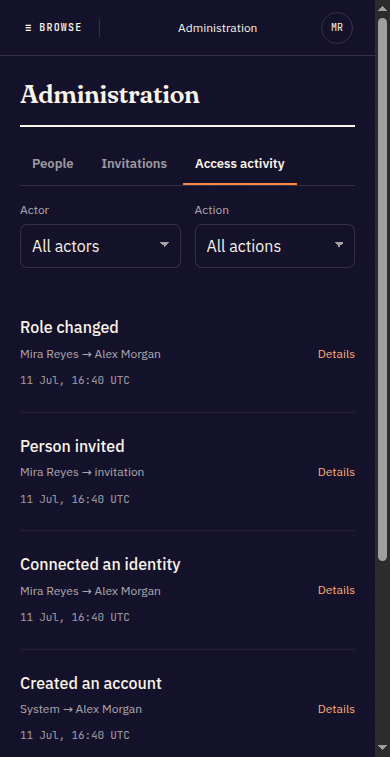 ≡ BROWSE
Administration
MR
Administration
People Invitations Access activity
Actor Action
All actors All actions
Role changed
Mira Reyes → Alex Morgan Details
11 Jul, 16:40 UTC
Person invited
Mira Reyes → invitation Details
11 Jul, 16:40 UTC
Connected an identity
Mira Reyes → Alex Morgan Details
11 Jul, 16:40 UTC
Created an account
System → Alex Morgan Details
11 Jul, 16:40 UTC